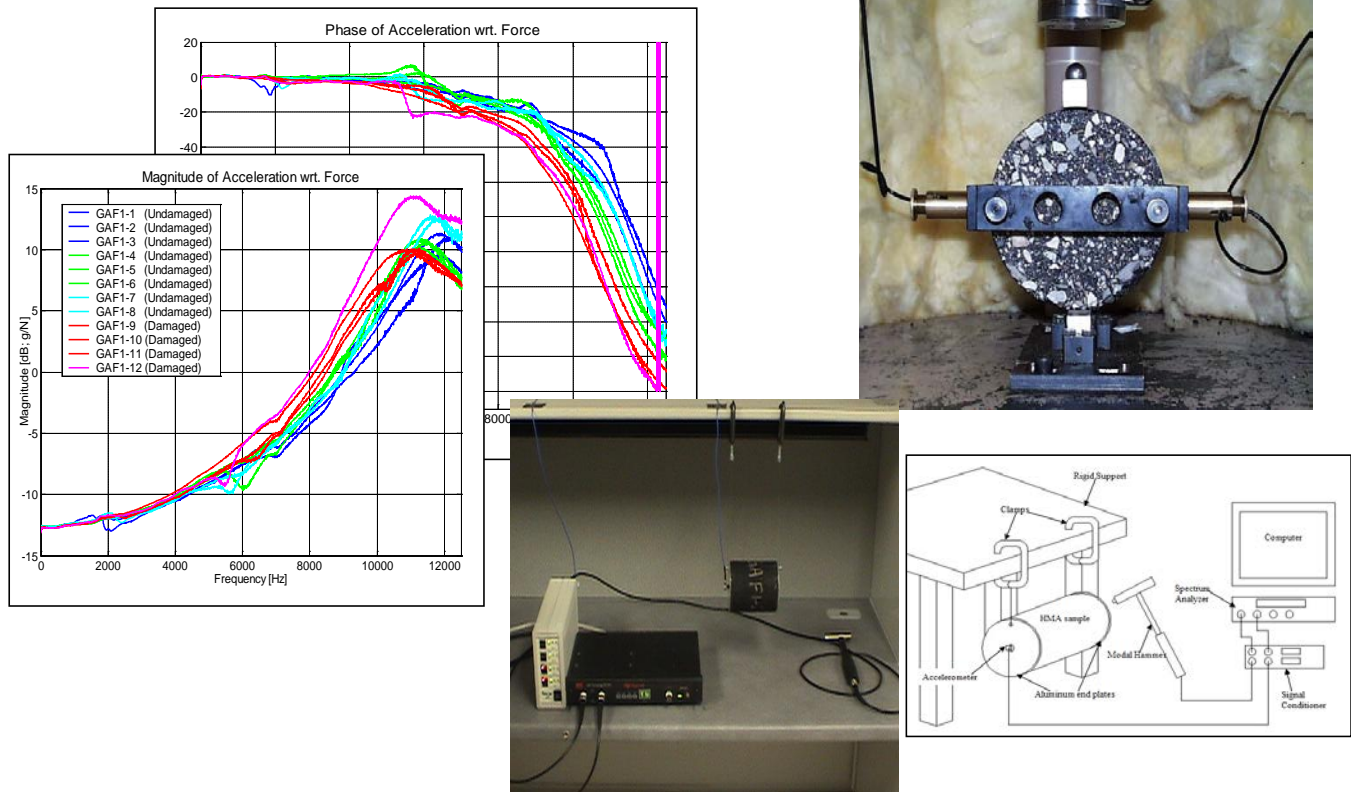 Phase of Acceleration wrt. Force
20
0
-20
-40
8000
Magnitude of Acceleration wrt. Force
Magnitude [dB; g/N]
15
10
5
0
-5
-10
-15
GAF1-1 (Undamaged)
GAF1-2 (Undamaged)
GAF1-3 (Undamaged)
GAF1-4 (Undamaged)
GAF1-5 (Undamaged)
GAF1-6 (Undamaged)
GAF1-7 (Undamaged)
GAF1-8 (Undamaged)
GAF1-9 (Damaged)
GAF1-10 (Damaged)
GAF1-11 (Damaged)
GAF1-12 (Damaged)
0 2000 4000 6000 8000 10000 12000
Frequency [Hz]
Rigid Support
Clamps
Computer
Spectrum
Analyzer
HMA sample
Modal Hammer
Accelerometer
Aluminum end plates
Signal
Conditioner